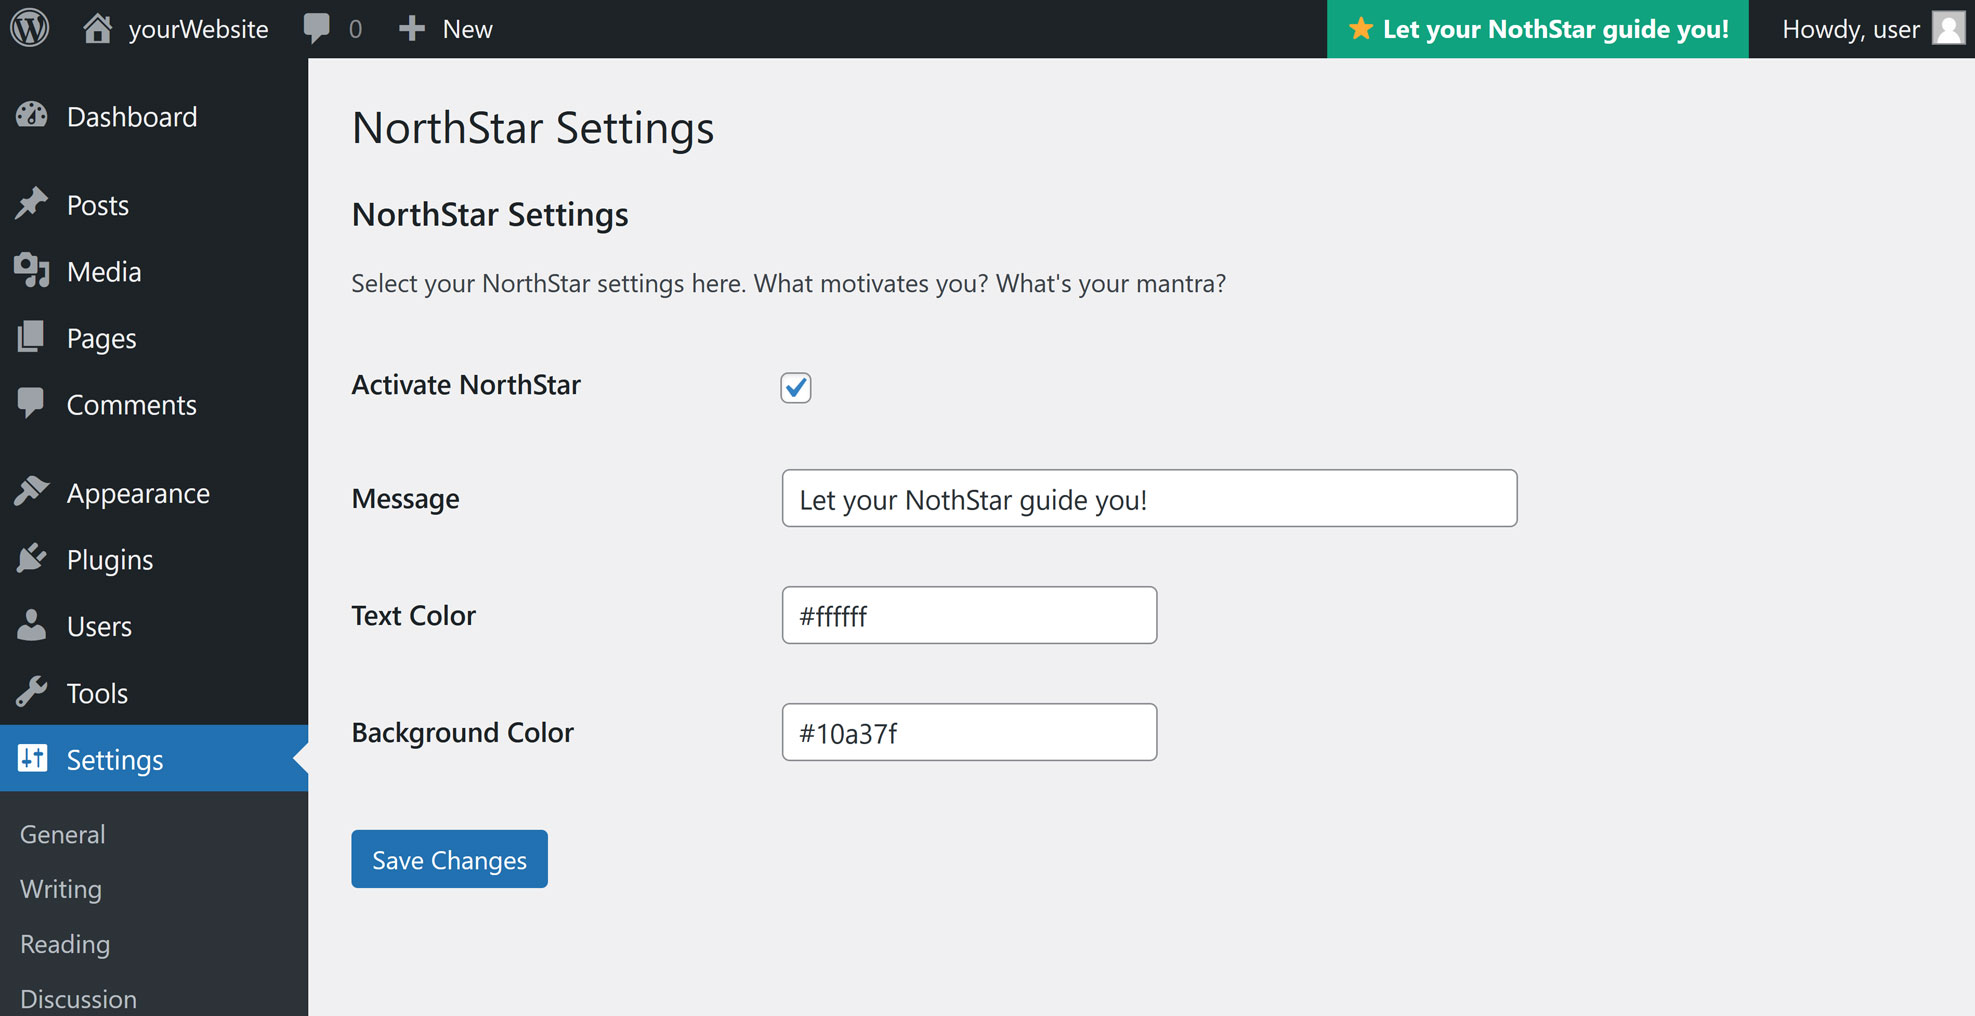 yourWebsite 0 New Let your NothStar guide you! Howdy, user
Dashboard
Posts
Media
Pages
Comments
Appearance
Plugins
Users
Tools
Settings
General
Writing
Reading
Discussion
NorthStar Settings
NorthStar Settings
Select your NorthStar settings here. What motivates you? What's your mantra?
Activate NorthStar
Message Let your NothStar guide you!
Text Color #ffffff
Background Color #10a37f
Save Changes